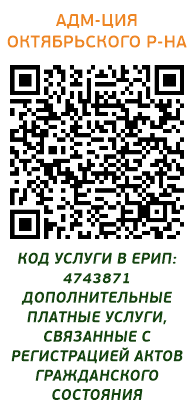 АДМ-ЦИЯ
ОКТЯБРЬСКОГО Р-НА
КОД УСЛУГИ В ЕРИП:
4743871
ДОПОЛНИТЕЛЬНЫЕ
ПЛАТНЫЕ УСЛУГИ,
СВЯЗАННЫЕ С
РЕГИСТРАЦИЕЙ АКТОВ
ГРАЖДАНСКОГО
СОСТОЯНИЯ